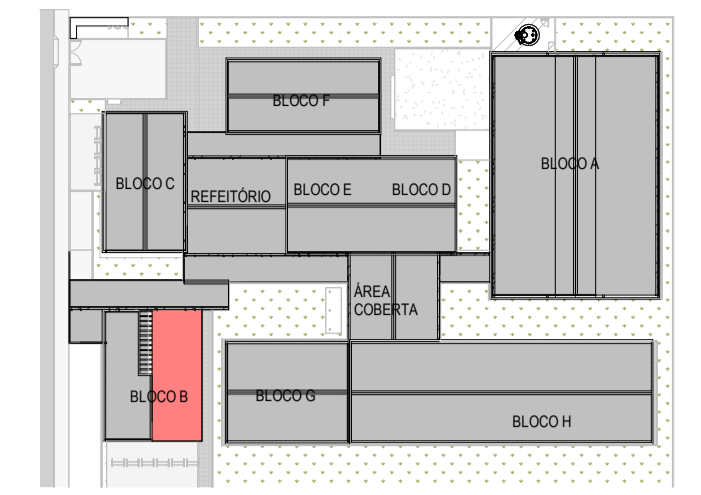 BLOCO F
BLOCO A
BLOCO C
REFEITÓRIO
BLOCO E
BLOCO D
ÁREA
COBERTA
BLOCO B
BLOCO G
BLOCO H